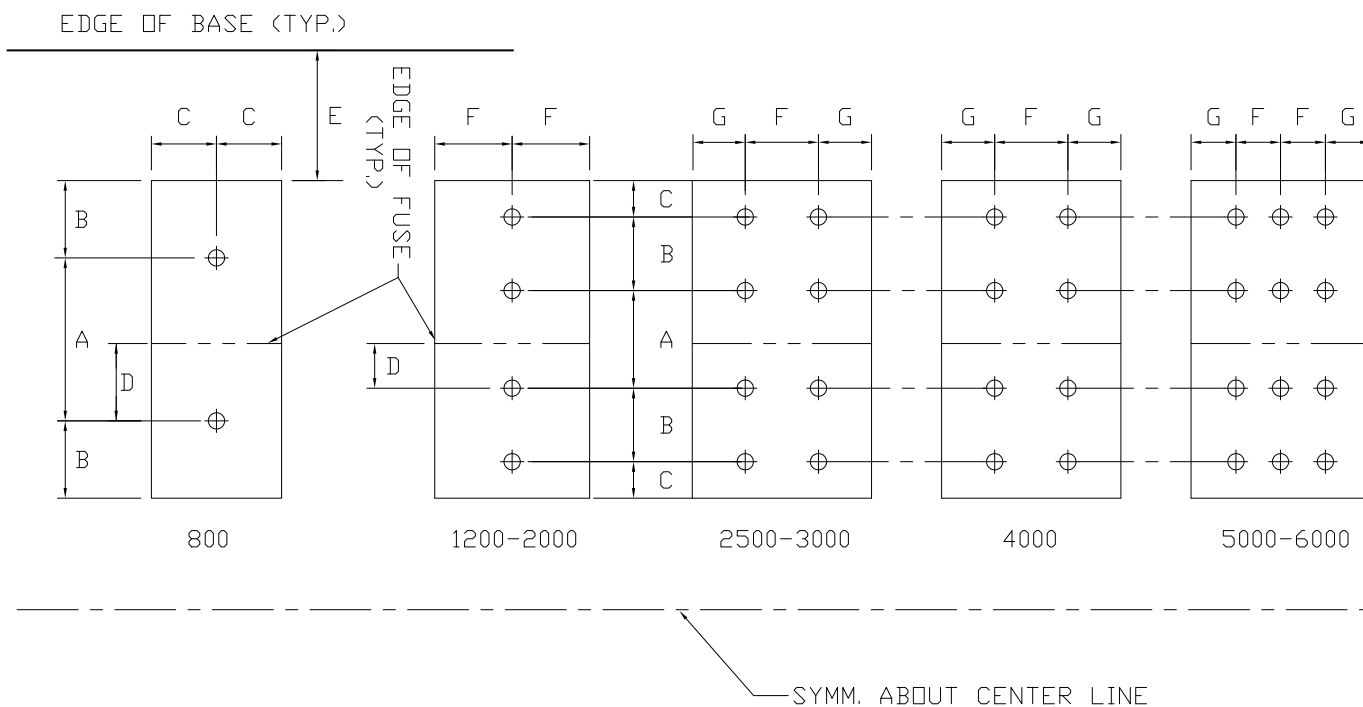 EDGE OF BASE (TYP.)
EDGE OF FUSE
(TYP.)
C C E F F G F G G F G G F F G
B
A
D
B
D
C
B
A
B
C
800 1200-2000 2500-3000 4000 5000-6000
SYMM. ABOUT CENTER LINE